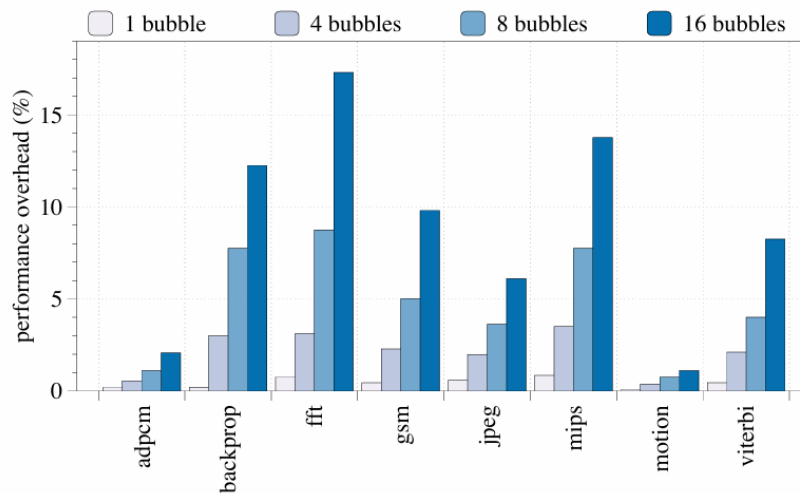 1 bubble 4 bubbles 8 bubbles 16 bubbles
performance overhead (%)
15
10
5
0
adpcm
backprop
fft
gsm
jpeg
mips
motion
viterbi